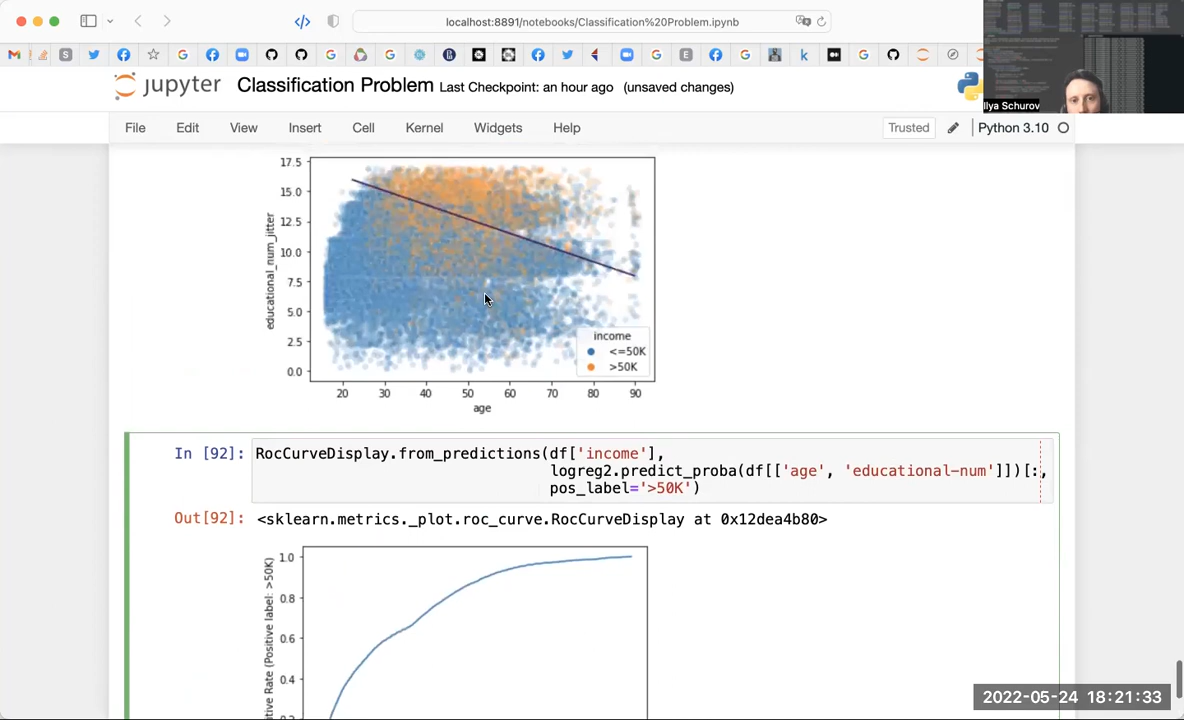 localhost:8891/notebooks/Classification%20Problem.ipynb
jupyter Classification Problem Last Checkpoint: an hour ago (unsaved changes)
Ilya Schurov
File Edit View Insert Cell Kernel Widgets Help Trusted Python 3.10
17.5
15.0
12.5
10.0
7.5
5.0
2.5
0.0
educational_num_jitter
income
<=50K
>50K
20 30 40 50 60 70 80 90
age
In [92]: RocCurveDisplay.from_predictions(df['income'],
logreg2.predict_proba(df[['age', 'educational-num']])[:,
pos_label='>50K')
Out[92]: <sklearn.metrics._plot.roc_curve.RocCurveDisplay at 0x12dea4b80>
1.0
0.8
0.6
0.4
0.2
Rate (Positive label: >50K)
2022-05-24 18:21:33